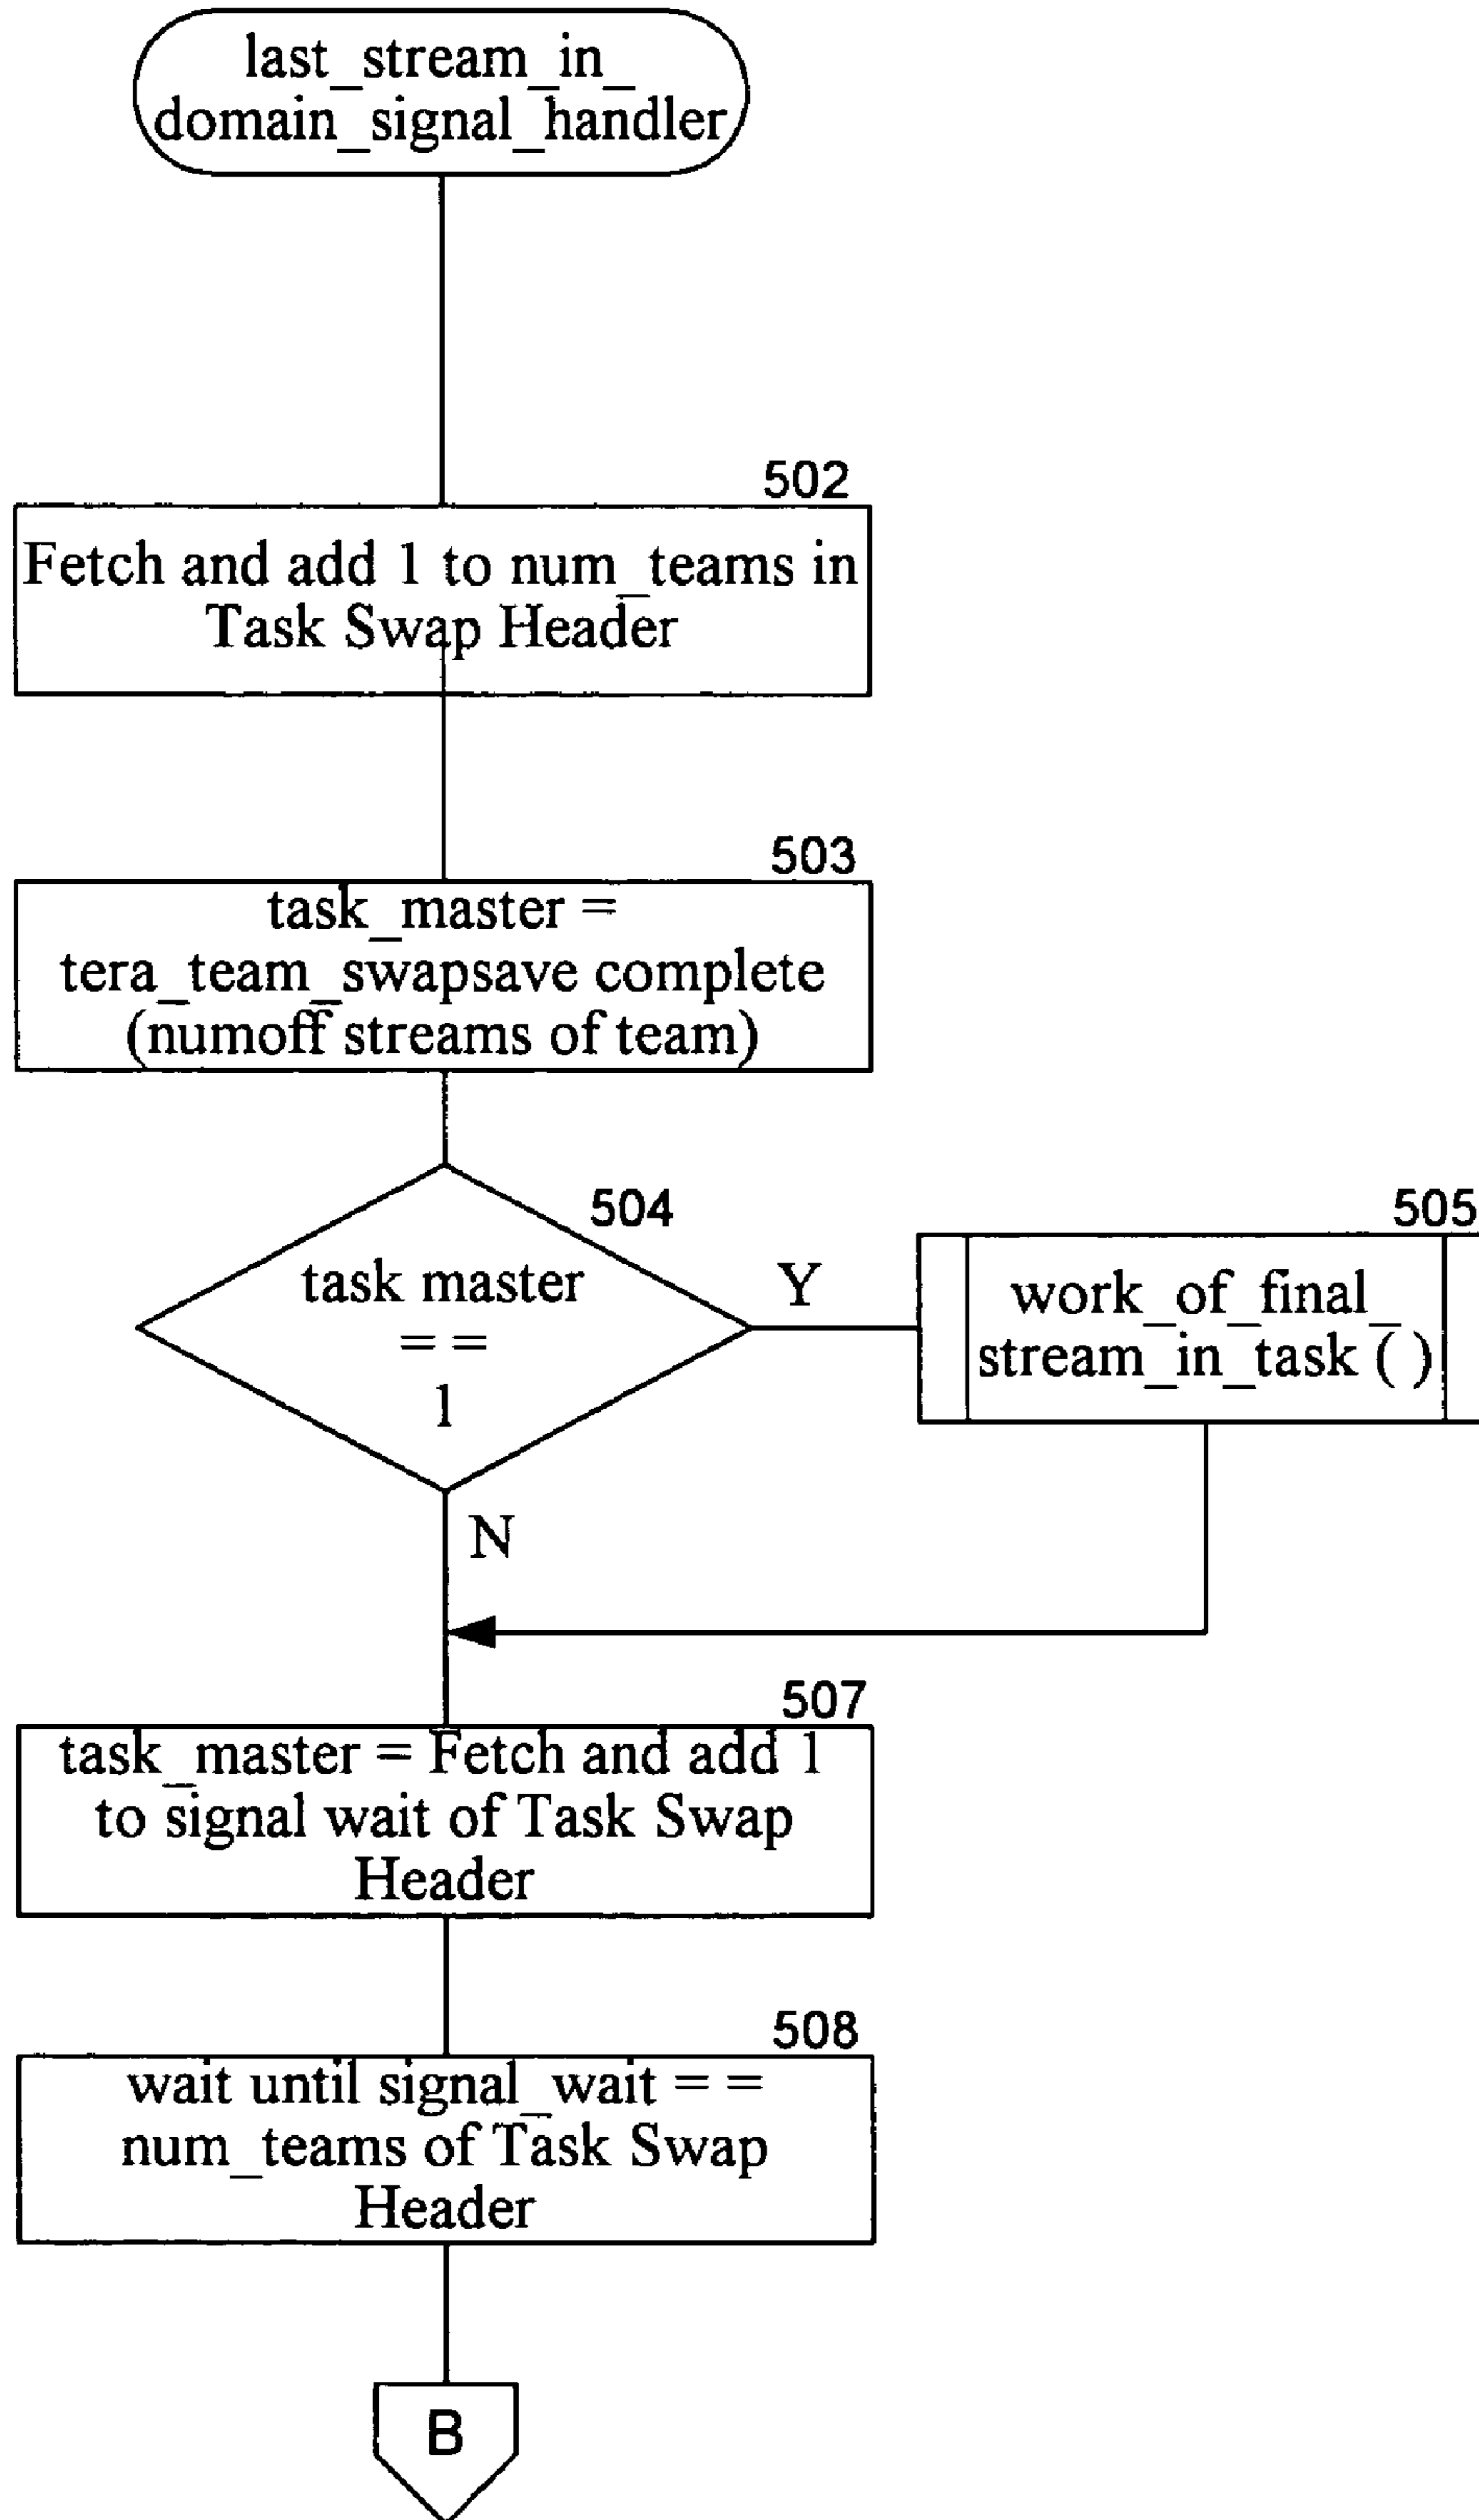 last_stream_in_
domain_signal_handler
502
Fetch and add 1 to num_teams in
Task Swap Header
503
task_master =
tera_team_swapsave complete
(numoff streams of team)
504
task master
= =
1
Y
505
work_of_final_
stream_in_task ( )
N
507
task_master = Fetch and add 1
to signal wait of Task Swap
Header
508
wait until signal_wait = =
num_teams of Task Swap
Header
B